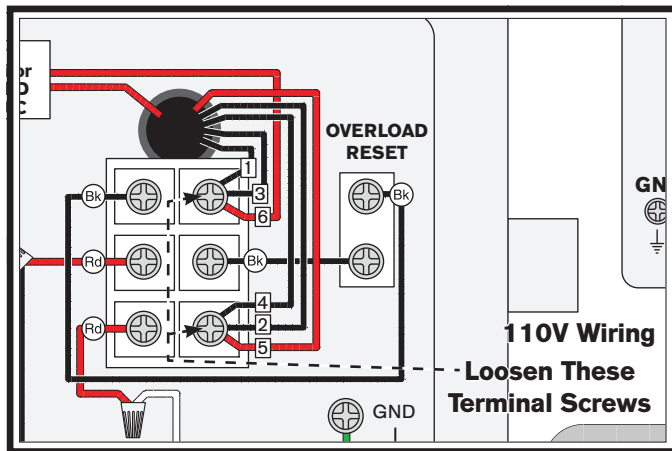 or
OVERLOAD
RESET
1
Bk
3
Bk
6
GN
Rd
Bk
4
Rd
2
5
110V Wiring
Loosen These
Terminal Screws
GND